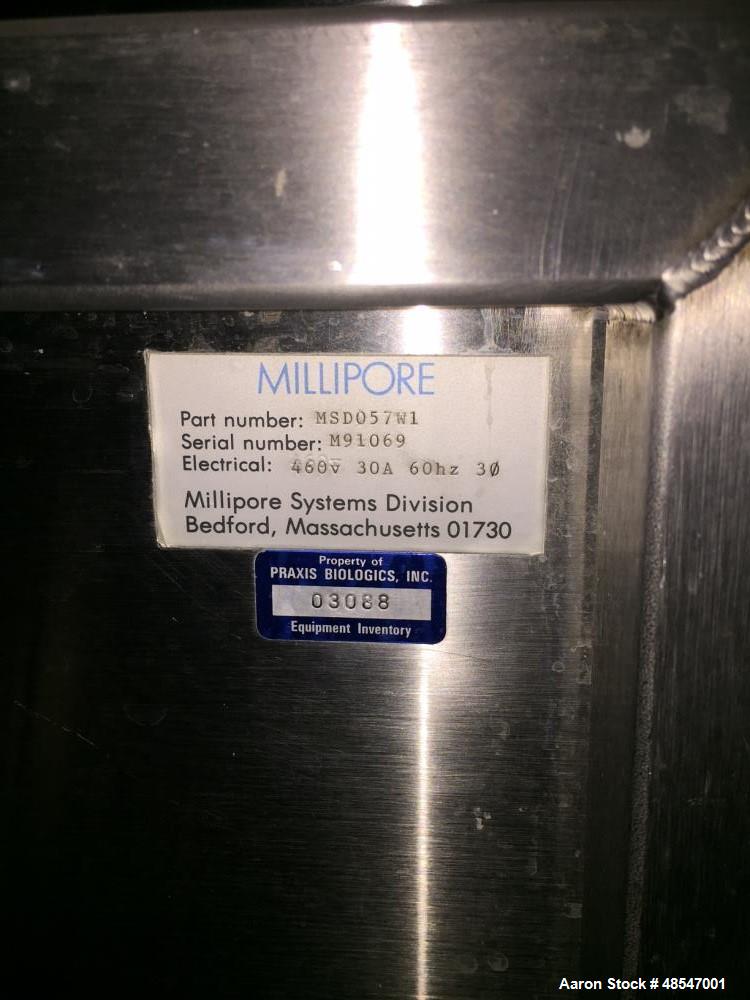 MILLIPORE
Part number: MSD057W1
Serial number: M91069
Electrical: 460v 30A 60hz 3Ø
Millipore Systems Division
Bedford, Massachusetts 01730
Property of
PRAXIS BIOLOGICS, INC.
03088
Equipment Inventory
Aaron Stock # 48547001